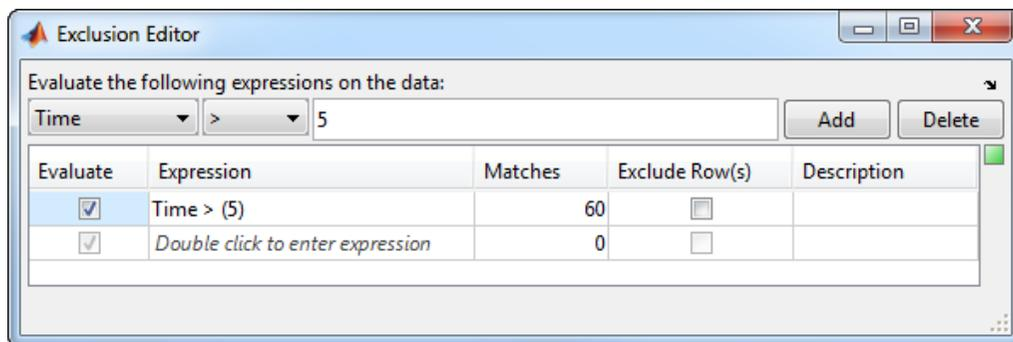 Exclusion Editor
Evaluate the following expressions on the data:
Time > 5 Add Delete
Evaluate Expression Matches Exclude Row(s) Description
Time > (5) 60
Double click to enter expression 0